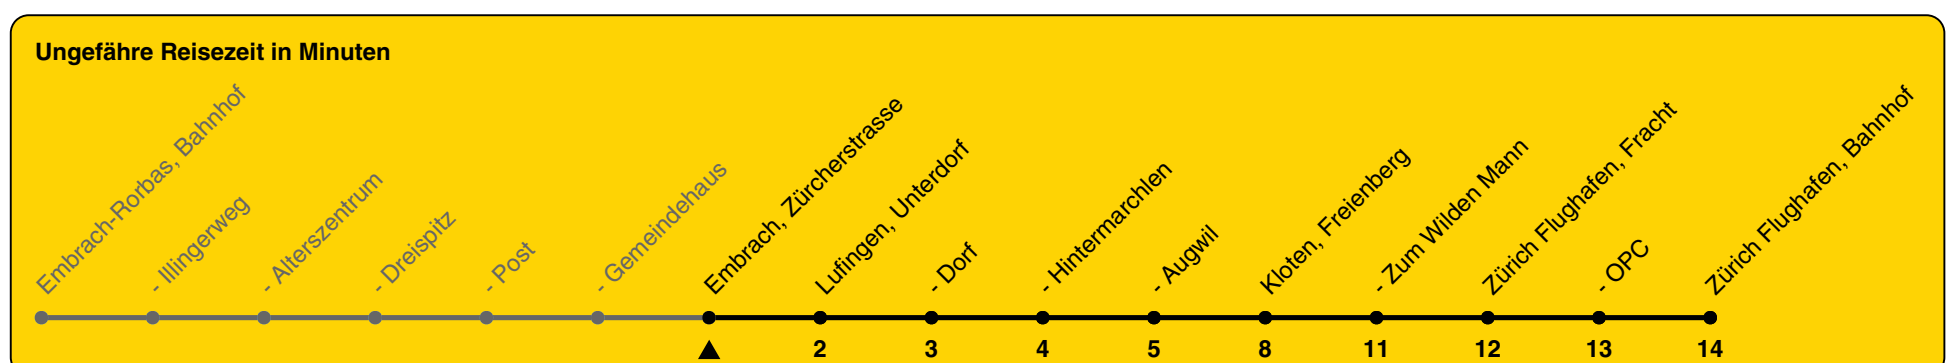 Ungefähre Reisezeit in Minuten
Embrach-Rorbas, Bahnhof
- Illingerweg
- Alterszentrum
- Dreispitz
- Post
- Gemeindehaus
Embrach, Zürcherstrasse
Lufingen, Unterdorf
- Dorf
- Hintermarchlen
- Augwil
Kloten, Freienberg
- Zum Wilden Mann
Zürich Flughafen, Fracht
- OPC
Zürich Flughafen, Bahnhof
2 3 4 5 8 11 12 13 14